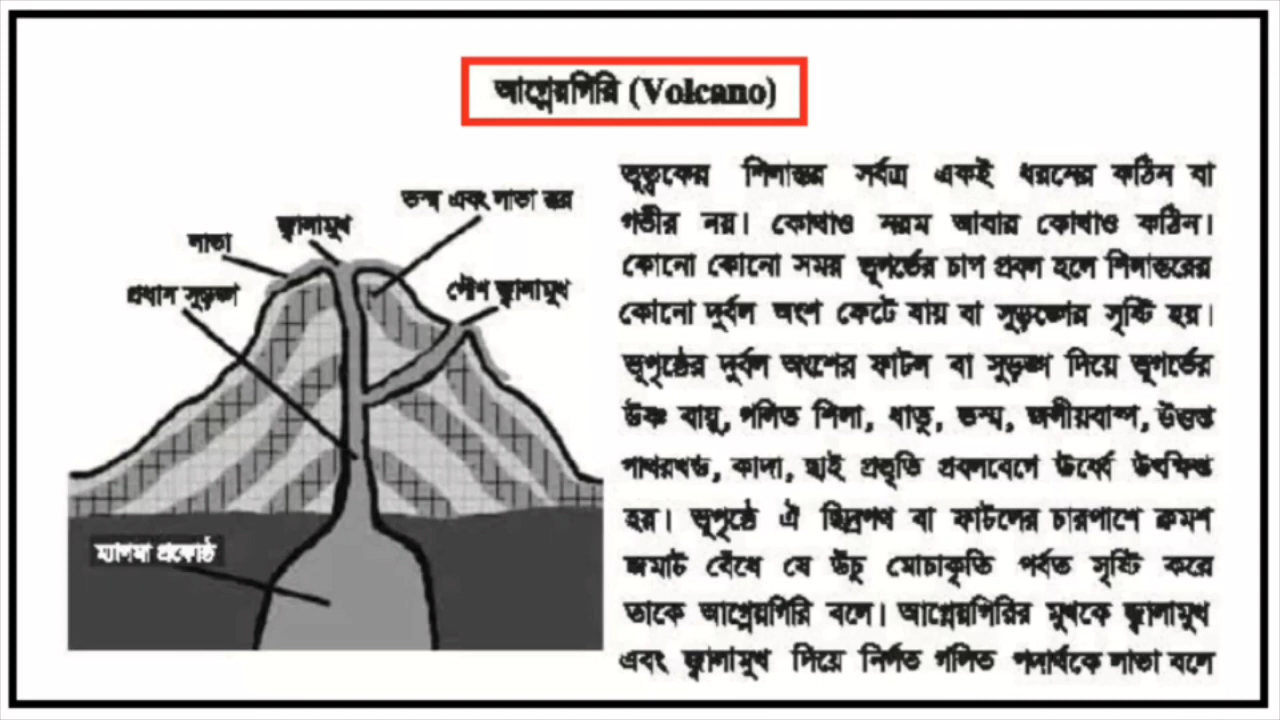 আগ্নেয়গিরি (Volcano)
ভস্ম এবং লাভা স্তর
জ্বালামুখ
লাভা
প্রধান সুড়ঙ্গ
গৌণ জ্বালামুখ
ম্যাগমা প্রকোষ্ঠ
ভূত্বকের শিলাস্তর সর্বত্র একই ধরনের কঠিন বা
গভীর নয়। কোথাও নরম আবার কোথাও কঠিন।
কোনো কোনো সময় ভূগর্ভের চাপ প্রবল হলে শিলাস্তরের
কোনো দুর্বল অংশ ফেটে যায় বা সুড়ঙ্গের সৃষ্টি হয়।
ভূপৃষ্ঠের দুর্বল অংশের ফাটল বা সুড়ঙ্গ দিয়ে ভূগর্ভের
উষ্ণ বায়ু, গলিত শিলা, ধাতু, ভস্ম, জলীয়বাষ্প, উত্তপ্ত
পাথরখন্ড, কাদা, ছাই প্রভৃতি প্রবলবেগে ঊর্ধ্বে উৎক্ষিপ্ত
হয়। ভূপৃষ্ঠে ঐ ছিদ্রপথ বা ফাটলের চারপাশে ক্রমশ
জমাট বেঁধে যে উঁচু মোচাকৃতি পর্বত সৃষ্টি করে
তাকে আগ্নেয়গিরি বলে। আগ্নেয়গিরির মুখকে জ্বালামুখ
এবং জ্বালামুখ দিয়ে নির্গত গলিত পদার্থকে লাভা বলে